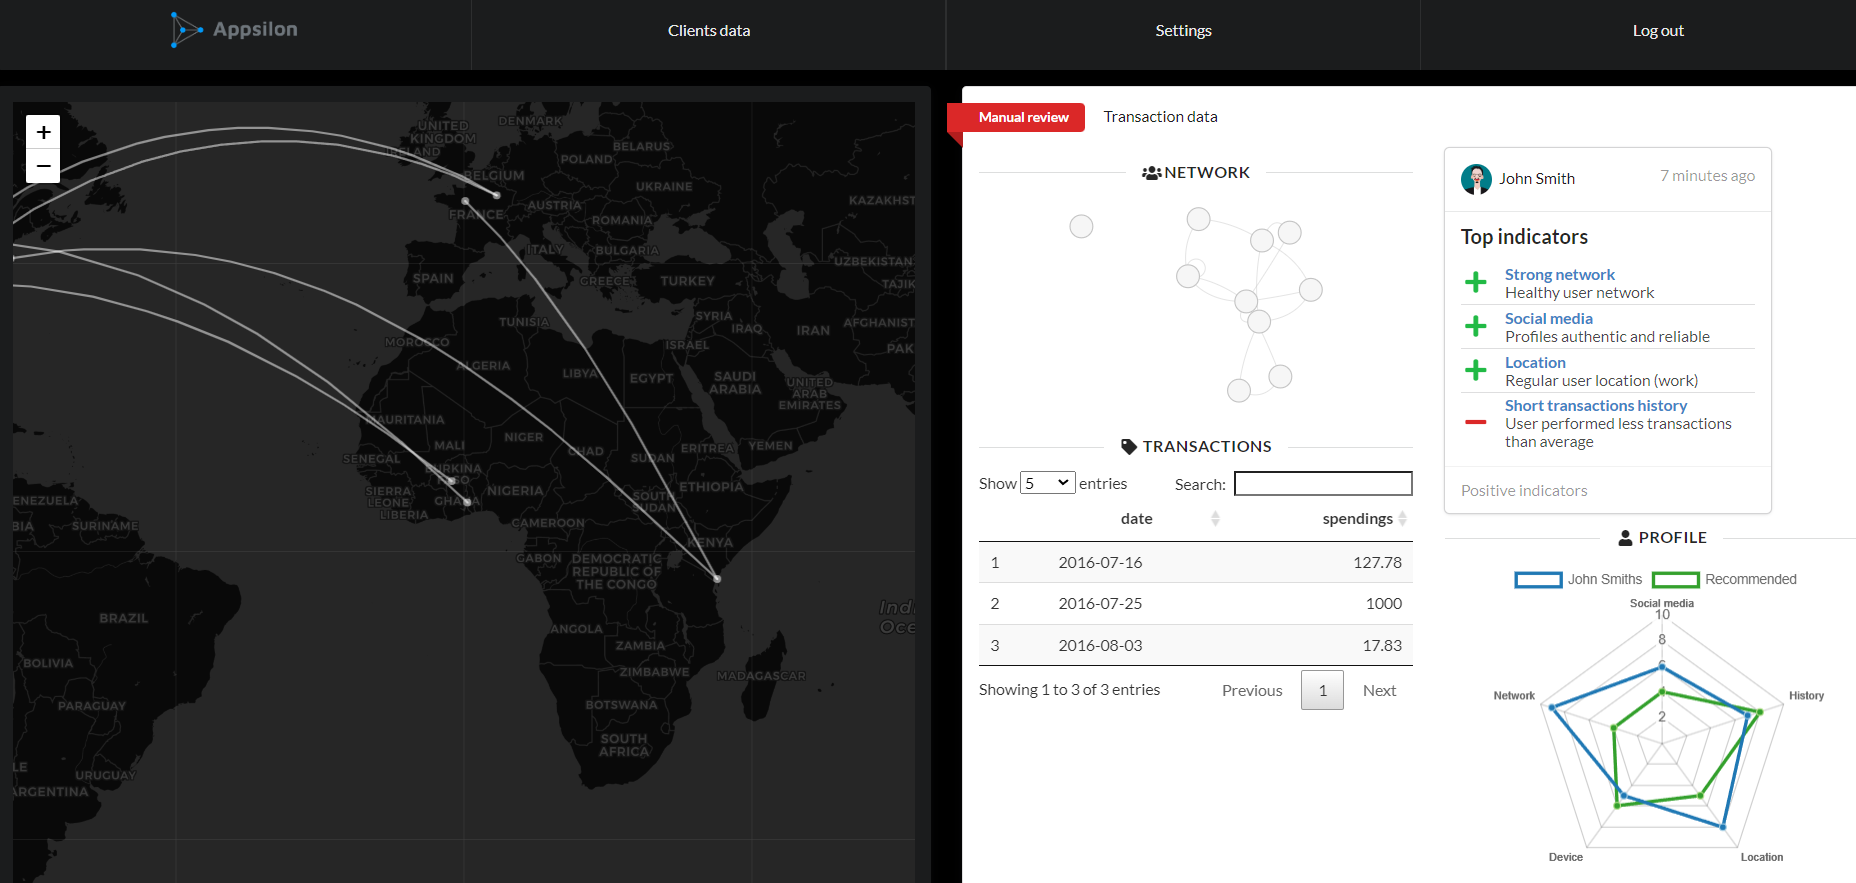 Appsilon
Clients data
Settings
Log out
+
−
UNITED
KINGDOM
IRELAND
DENMARK
BELARUS
POLAND
BELGIUM
UKRAINE
FRANCE
AUSTRIA
ROMANIA
KAZAKHST
ITALY
BULGARIA
UZBEKISTAN
SPAIN
GREECE
TURKEY
TAJIK
TUNISIA
SYRIA
IRAQ
IRAN
AFGHANIST
MOROCCO
ISRAEL
PAK
ALGERIA
LIBYA
EGYPT
SAUDI
ARABIA
UNITED
ARAB
EMIRATES
MAURITANIA
MALI
NIGER
CHAD
SUDAN
ERITREA
YEMEN
SENEGAL
BURKINA
FASO
SIERRA
LEONE
LIBERIA
GHANA
NIGERIA
SOUTH
SUDAN
ETHIOPIA
ENEZUELA
BIA
SURINAME
CAMEROON
KENYA
GABON
DEMOCRATIC
REPUBLIC OF
THE CONGO
Indi
Oce
BRAZIL
ANGOLA
ZAMBIA
BOLIVIA
ZIMBABWE
MADAGASCAR
PARAGUAY
BOTSWANA
SOUTH
AFRICA
LE
URUGUAY
ARGENTINA
Manual review
Transaction data
NETWORK
John Smith
7 minutes ago
Top indicators
Strong network
Healthy user network
Social media
Profiles authentic and reliable
Location
Regular user location (work)
Short transactions history
User performed less transactions
than average
Positive indicators
TRANSACTIONS
Show 5 entries
Search:
date spendings
1 2016-07-16 127.78
2 2016-07-25 1000
3 2016-08-03 17.83
Showing 1 to 3 of 3 entries
Previous 1 Next
PROFILE
John Smiths Recommended
Social media
10
8
6
4
2
Network
History
Device
Location